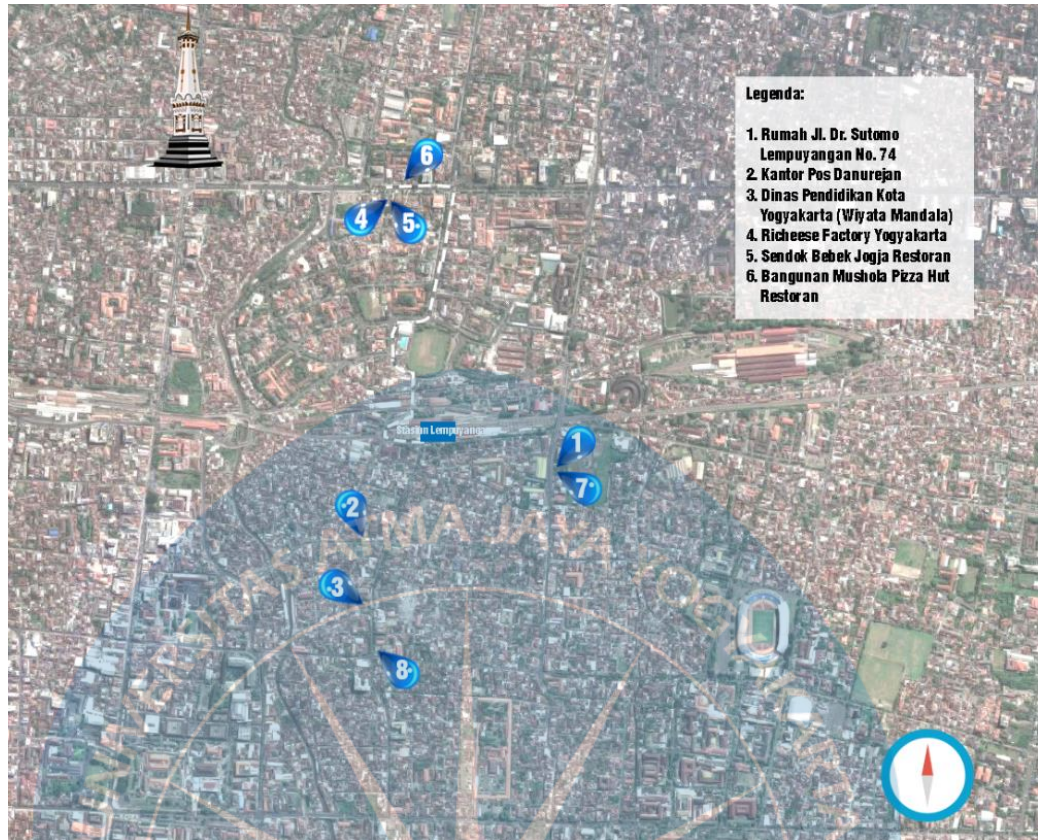 Legenda:
1. Rumah Jl. Dr. Sutomo
Lempuyangan No. 74
2. Kantor Pos Danurejan
3. Dinas Pendidikan Kota
Yogyakarta (Wiyata Mandala)
4. Richeese Factory Yogyakarta
5. Sendok Bebek Jogja Restoran
6. Bangunan Mushola Pizza Hut
Restoran
6
4
5
Stasiun Lempuyangan
1
7
2
3
8